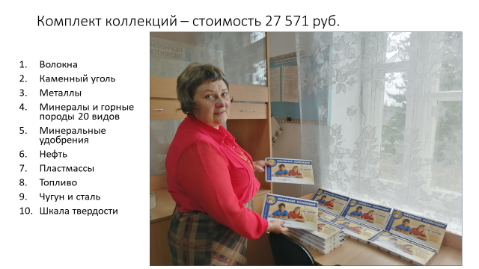 Комплект коллекций – стоимость 27 571 руб.
1. Волокна
2. Каменный уголь
3. Металлы
4. Минералы и горные
породы 20 видов
5. Минеральные
удобрения
6. Нефть
7. Пластмассы
8. Топливо
9. Чугун и сталь
10. Шкала твердости